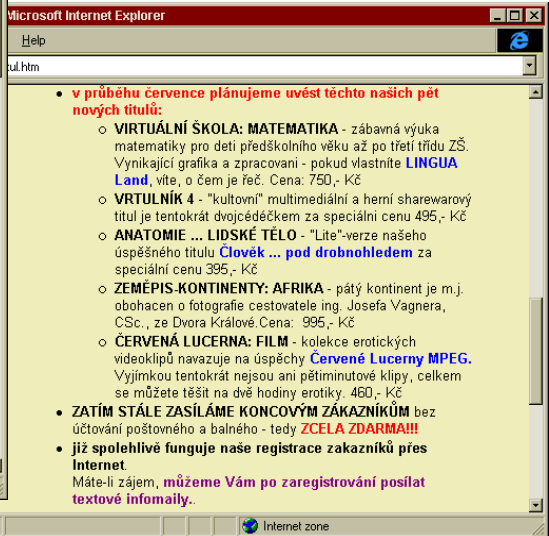 Microsoft Internet Explorer
Help
tul.htm
v průběhu července plánujeme uvést těchto našich pět
nových titulů:
VIRTUÁLNÍ ŠKOLA: MATEMATIKA - zábavná výuka
matematiky pro deti předškolního věku až po třetí třídu ZŠ.
Vynikající grafika a zpracovani - pokud vlastníte LINGUA
Land, víte, o čem je řeč. Cena: 750,- Kč
VRTULNÍK 4 - "kultovní" multimediální a herní sharewarový
titul je tentokrát dvojcédéčkem za speciálni cenu 495,- Kč
ANATOMIE ... LIDSKÉ TĚLO - "Lite"-verze našeho
úspěšného titulu Člověk ... pod drobnohledem za
speciální cenu 395,- Kč
ZEMĚPIS-KONTINENTY: AFRIKA - pátý kontinent je m.j.
obohacen o fotografie cestovatele ing. Josefa Vagnera,
CSc., ze Dvora Králové.Cena: 995,- Kč
ČERVENÁ LUCERNA: FILM - kolekce erotických
videoklipů navazuje na úspěchy Červené Lucerny MPEG.
Vyjímkou tentokrát nejsou ani pětiminutové klipy, celkem
se můžete těšit na dvě hodiny erotiky. 460,- Kč
ZATÍM STÁLE ZASÍLÁME KONCOVÝM ZÁKAZNÍKŮM bez
účtování poštovného a balného - tedy ZCELA ZDARMA!!!
již spolehlivě funguje naše registrace zakazníků přes
Internet.
Máte-li zájem, můžeme Vám po zaregistrování posílat
textové infomaily..
Internet zone